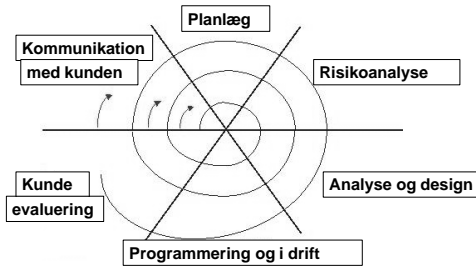 Planlæg
Kommunikation
med kunden
Risikoanalyse
Kunde
evaluering
Analyse og design
Programmering og i drift